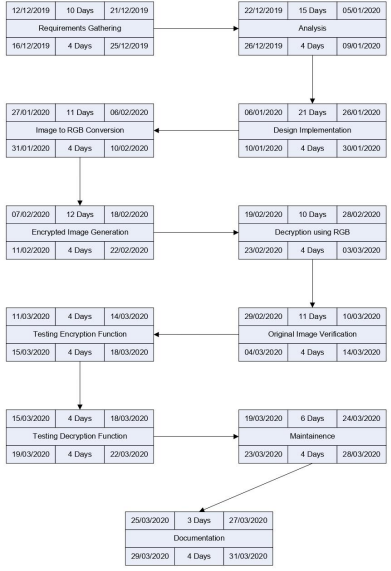 12/12/2019 10 Days 21/12/2019
Requirements Gathering
16/12/2019 4 Days 25/12/2019
22/12/2019 15 Days 05/01/2020
Analysis
26/12/2019 4 Days 09/01/2020
27/01/2020 11 Days 06/02/2020
Image to RGB Conversion
31/01/2020 4 Days 10/02/2020
06/01/2020 21 Days 26/01/2020
Design Implementation
10/01/2020 4 Days 30/01/2020
07/02/2020 12 Days 18/02/2020
Encrypted Image Generation
11/02/2020 4 Days 22/02/2020
19/02/2020 10 Days 28/02/2020
Decryption using RGB
23/02/2020 4 Days 03/03/2020
11/03/2020 4 Days 14/03/2020
Testing Encryption Function
15/03/2020 4 Days 18/03/2020
29/02/2020 11 Days 10/03/2020
Original Image Verification
04/03/2020 4 Days 14/03/2020
15/03/2020 4 Days 18/03/2020
Testing Decryption Function
19/03/2020 4 Days 22/03/2020
19/03/2020 6 Days 24/03/2020
Maintainence
23/03/2020 4 Days 28/03/2020
25/03/2020 3 Days 27/03/2020
Documentation
29/03/2020 4 Days 31/03/2020